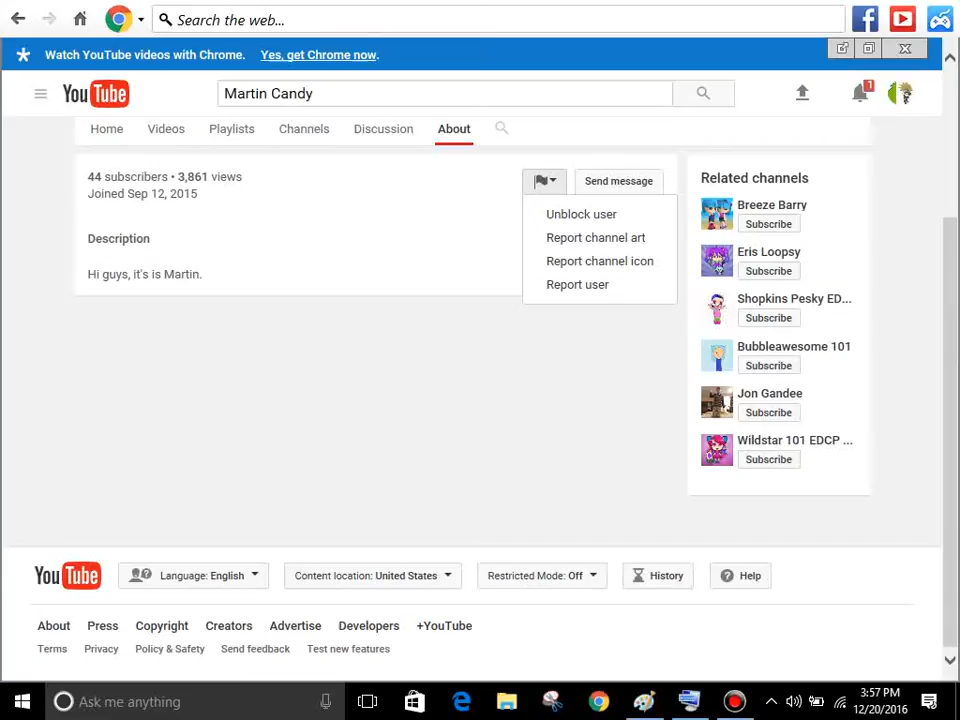 Search the web...
Watch YouTube videos with Chrome. Yes, get Chrome now.
YouTube
Martin Candy
1
Home Videos Playlists Channels Discussion About
44 subscribers • 3,861 views
Joined Sep 12, 2015
Send message
Unblock user
Report channel art
Report channel icon
Report user
Description
Hi guys, it's is Martin.
Related channels
Breeze Barry
Subscribe
Eris Loopsy
Subscribe
Shopkins Pesky ED...
Subscribe
Bubbleawesome 101
Subscribe
Jon Gandee
Subscribe
Wildstar 101 EDCP ...
Subscribe
YouTube Language: English Content location: United States Restricted Mode: Off History Help
About Press Copyright Creators Advertise Developers +YouTube
Terms Privacy Policy & Safety Send feedback Test new features
Ask me anything
3:57 PM
12/20/2016